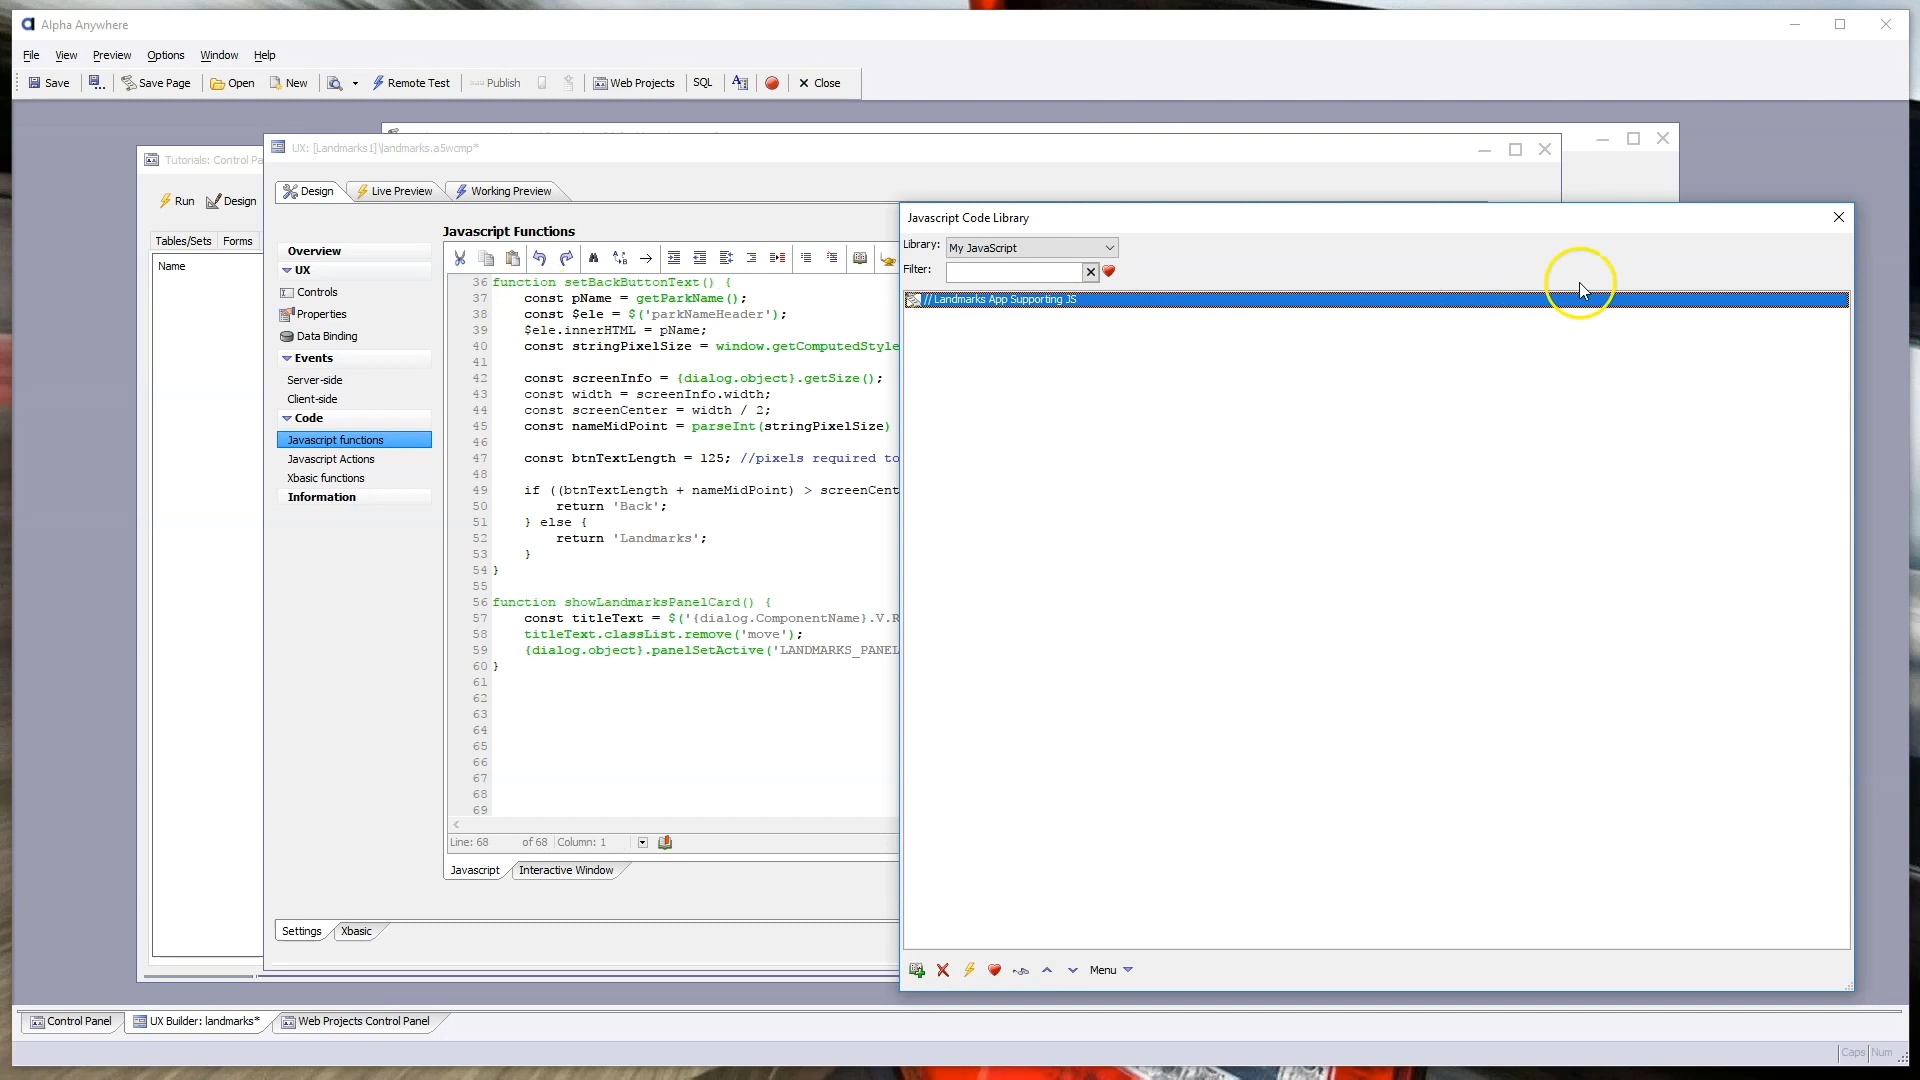 Alpha Anywhere
File View Preview Options Window Help
Save Save Page Open New Remote Test Publish Web Projects SQL Close
UX: [Landmarks1]\landmarks.a5wcmp*
Tutorials: Control Pa
Design Live Preview Working Preview
Run Design
Tables/Sets Forms
Name
Overview
UX
Controls
Properties
Data Binding
Events
Server-side
Client-side
Code
Javascript functions
Javascript Actions
Xbasic functions
Information
Javascript Functions
36 function setBackButtonText() {
37 const pName = getParkName();
38 const $ele = $('parkNameHeader');
39 $ele.innerHTML = pName;
40 const stringPixelSize = window.getComputedStyle
41
42 const screenInfo = {dialog.object}.getSize();
43 const width = screenInfo.width;
44 const screenCenter = width / 2;
45 const nameMidPoint = parseInt(stringPixelSize)
46
47 const btnTextLength = 125; //pixels required to
48
49 if ((btnTextLength + nameMidPoint) > screenCent
50 return 'Back';
51 } else {
52 return 'Landmarks';
53 }
54 }
55
56 function showLandmarksPanelCard() {
57 const titleText = $('{dialog.ComponentName}.V.R
58 titleText.classList.remove('move');
59 {dialog.object}.panelSetActive('LANDMARKS_PANEL
60 }
61
62
63
64
65
66
67
68
69
Line: 68 of 68 Column: 1
Javascript Interactive Window
Settings Xbasic
Javascript Code Library
Library: My JavaScript
Filter:
// Landmarks App Supporting JS
Menu
Control Panel UX Builder: landmarks* Web Projects Control Panel
Caps Num